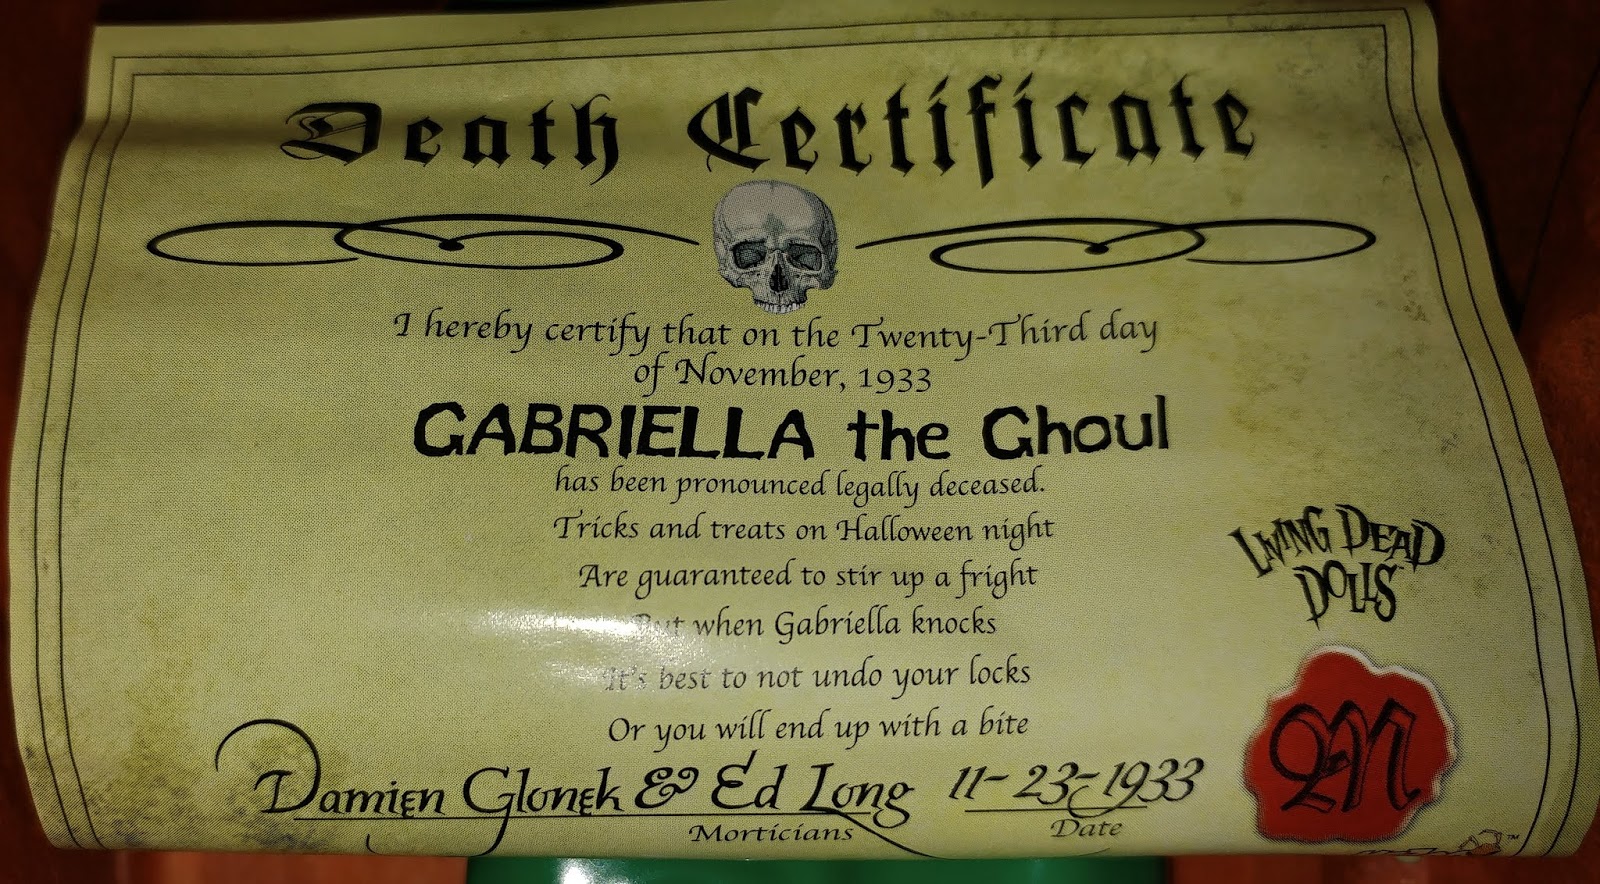 Death Certificate
I hereby certify that on the Twenty-Third day
of November, 1933
GABRIELLA the Ghoul
has been pronounced legally deceased.
Tricks and treats on Halloween night
Are guaranteed to stir up a fright
But when Gabriella knocks
It's best to not undo your locks
Or you will end up with a bite
LIVING DEAD
DOLLS
Damien Glonek & Ed Long
Morticians
11-23-1933
Date
TM